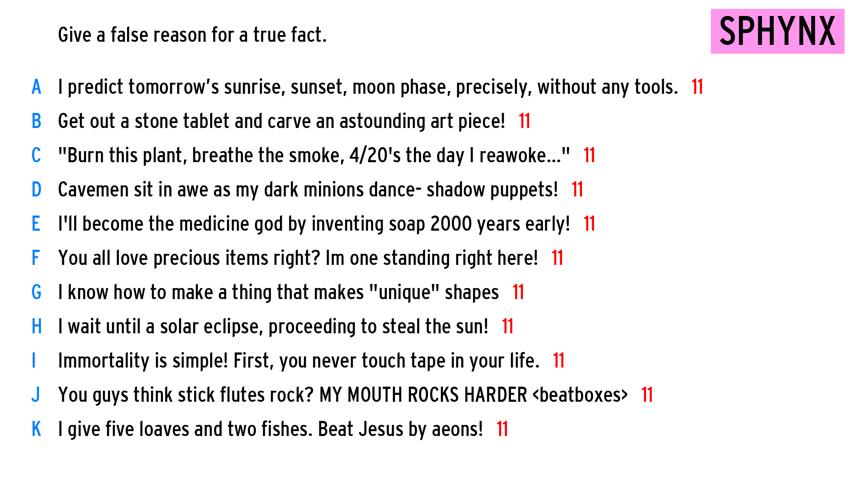 Give a false reason for a true fact.
SPHYNX
A I predict tomorrow's sunrise, sunset, moon phase, precisely, without any tools. 11
B Get out a stone tablet and carve an astounding art piece! 11
C "Burn this plant, breathe the smoke, 4/20's the day I reawoke..." 11
D Cavemen sit in awe as my dark minions dance- shadow puppets! 11
E I'll become the medicine god by inventing soap 2000 years early! 11
F You all love precious items right? Im one standing right here! 11
G I know how to make a thing that makes "unique" shapes 11
H I wait until a solar eclipse, proceeding to steal the sun! 11
I Immortality is simple! First, you never touch tape in your life. 11
J You guys think stick flutes rock? MY MOUTH ROCKS HARDER <beatboxes> 11
K I give five loaves and two fishes. Beat Jesus by aeons! 11